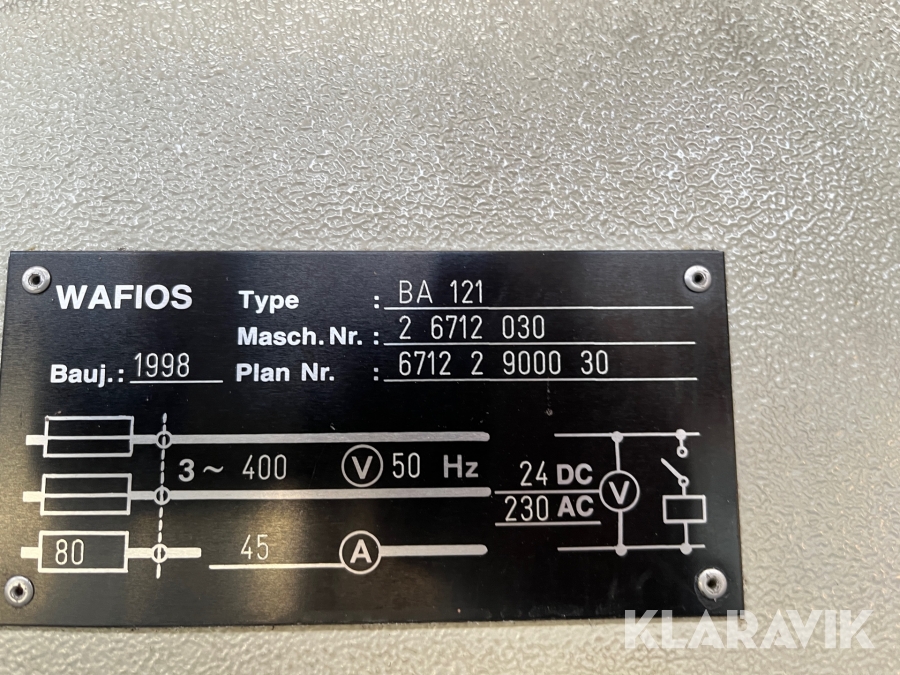 WAFIOS
Type : BA 121
Masch. Nr. : 2 6712 030
Bauj.: 1998
Plan Nr. : 6712 2 9000 30
3 ~ 400 V 50 Hz
24 DC
230 AC
V
80
45 A
KLARAVIK